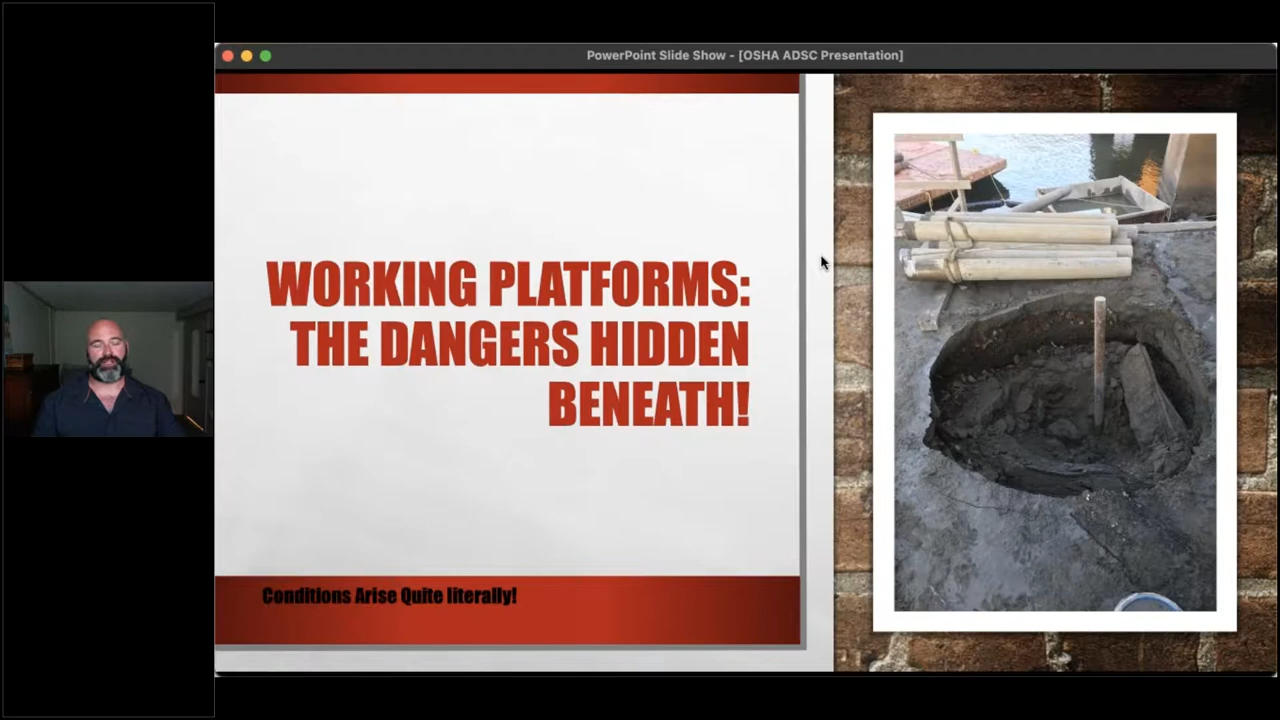 PowerPoint Slide Show - [OSHA ADSC Presentation]
WORKING PLATFORMS:
THE DANGERS HIDDEN
BENEATH!
Conditions Arise Quite literally!